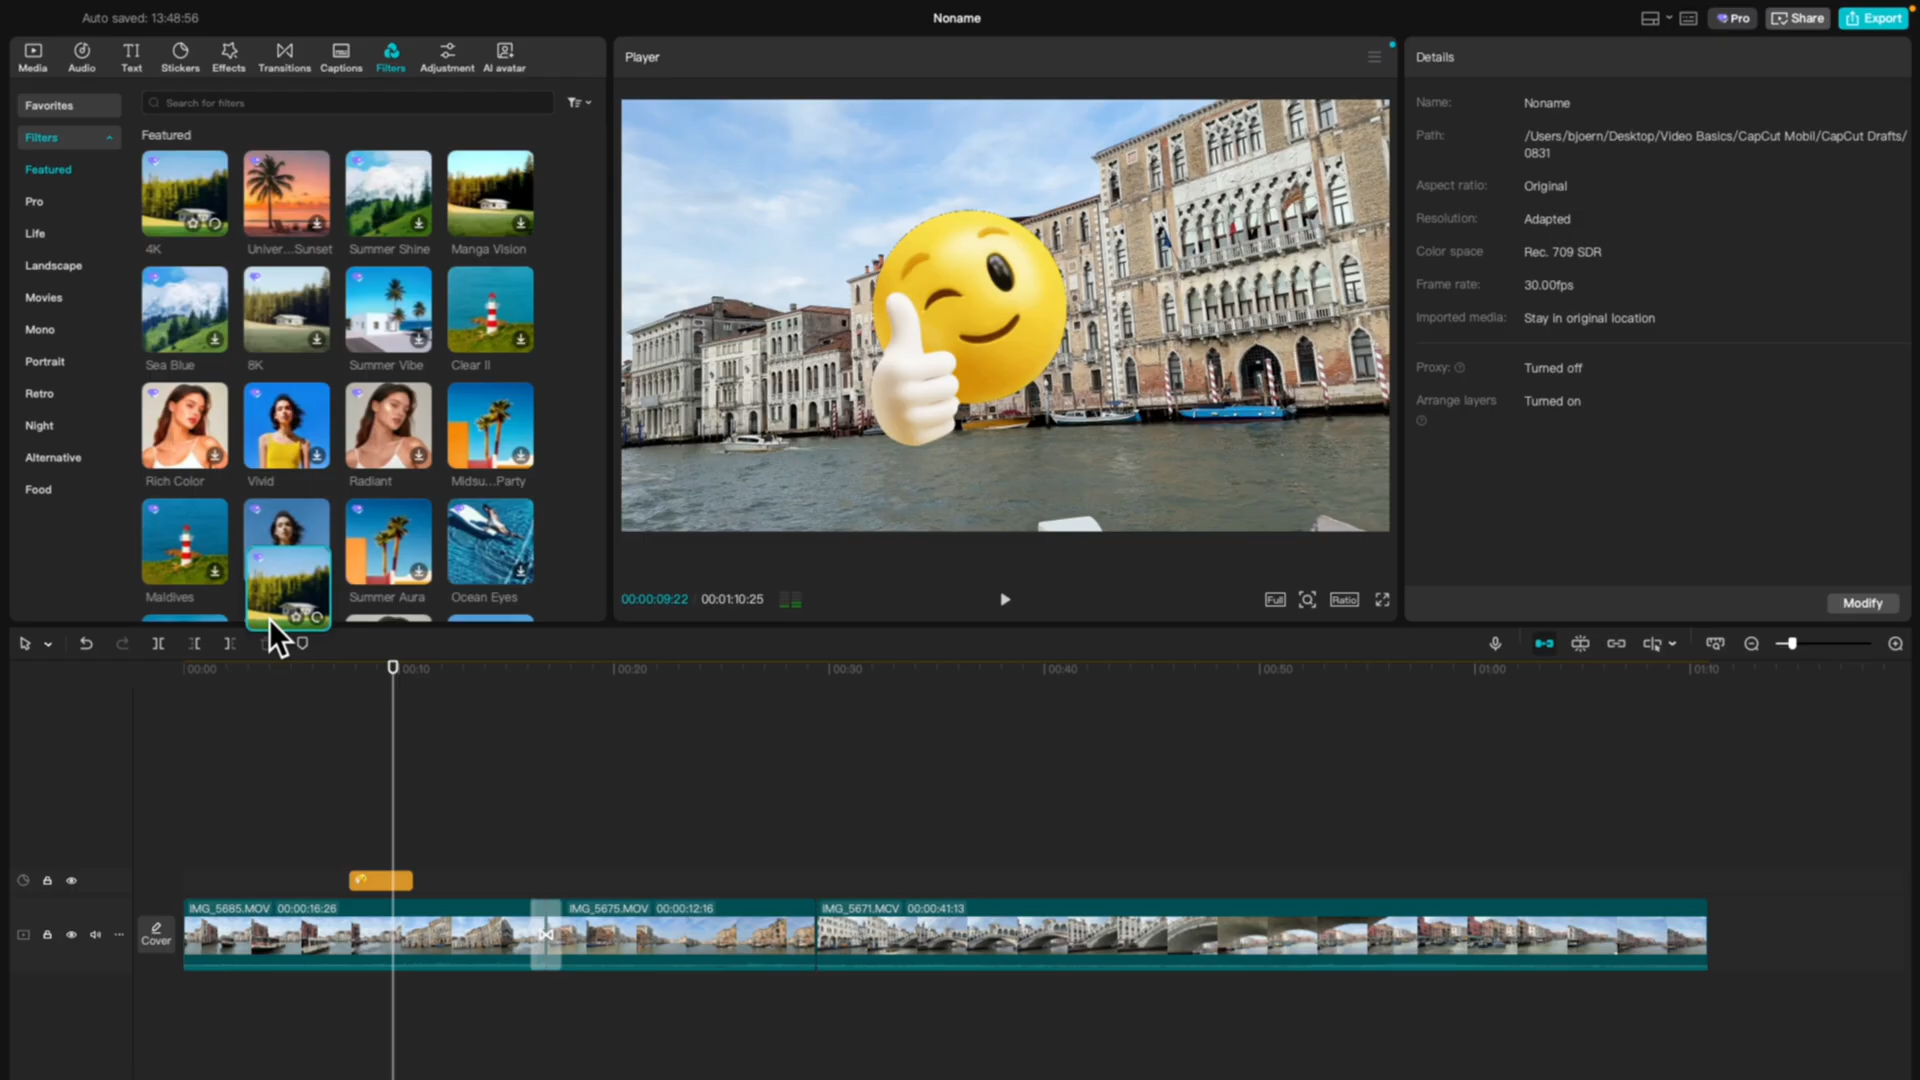 Auto saved: 13:48:56
Noname
Pro
Share
Export
Media
Audio
TI
Text
Stickers
Effects
Transitions
Captions
Filters
Adjustment
AI avatar
Player
Details
Favorites
Search for filters
Filters
Featured
Featured
Pro
Life
Landscape
Movies
Mono
Portrait
Retro
Night
Alternative
Food
4K
Univer...Sunset
Summer Shine
Manga Vision
Sea Blue
8K
Summer Vibe
Clear II
Rich Color
Vivid
Radiant
Midsu...Party
Maldives
Summer Aura
Ocean Eyes
Name:
Noname
Path:
/Users/bjoern/Desktop/Video Basics/CapCut Mobil/CapCut Drafts/
0831
Aspect ratio:
Original
Resolution:
Adapted
Color space
Rec. 709 SDR
Frame rate:
30.00fps
Imported media:
Stay in original location
Proxy:
Turned off
Arrange layers
Turned on
00:00:09:22
00:01:10:25
Full
Ratio
Modify
00:00
00:10
00:20
00:30
00:40
00:50
01:00
01:10
IMG_5685.MOV 00:00:16:26
IMG_5675.MOV 00:00:12:16
IMG_5671.MOV 00:00:41:13
Cover